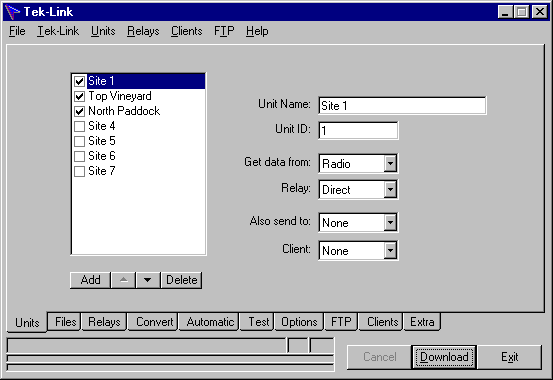 Tek-Link
File Tek-Link Units Relays Clients FTP Help
Site 1
Top Vineyard
North Paddock
Site 4
Site 5
Site 6
Site 7
Add Delete
Unit Name: Site 1
Unit ID: 1
Get data from: Radio
Relay: Direct
Also send to: None
Client: None
Units Files Relays Convert Automatic Test Options FTP Clients Extra
Cancel Download Exit